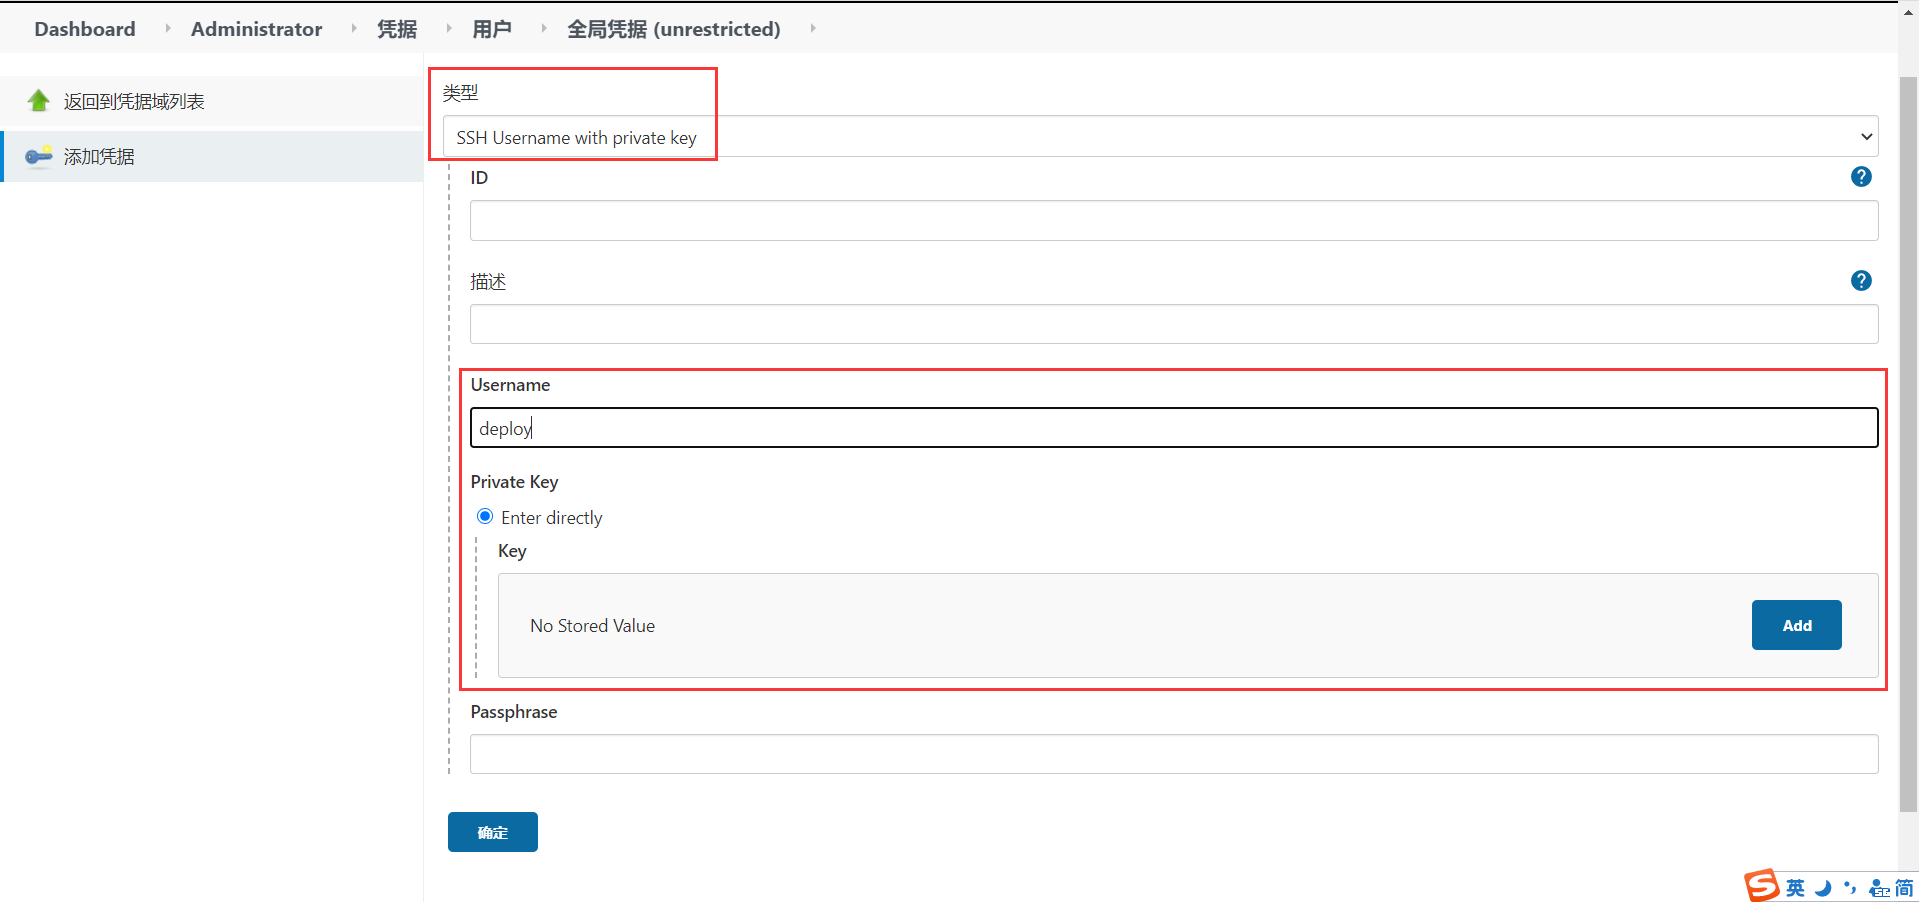 Dashboard Administrator 凭据 用户 全局凭据 (unrestricted)
返回到凭据域列表
添加凭据
类型
SSH Username with private key
ID
?
描述
?
Username
deploy
Private Key
Enter directly
Key
No Stored Value
Add
Passphrase
确定
S 英 简